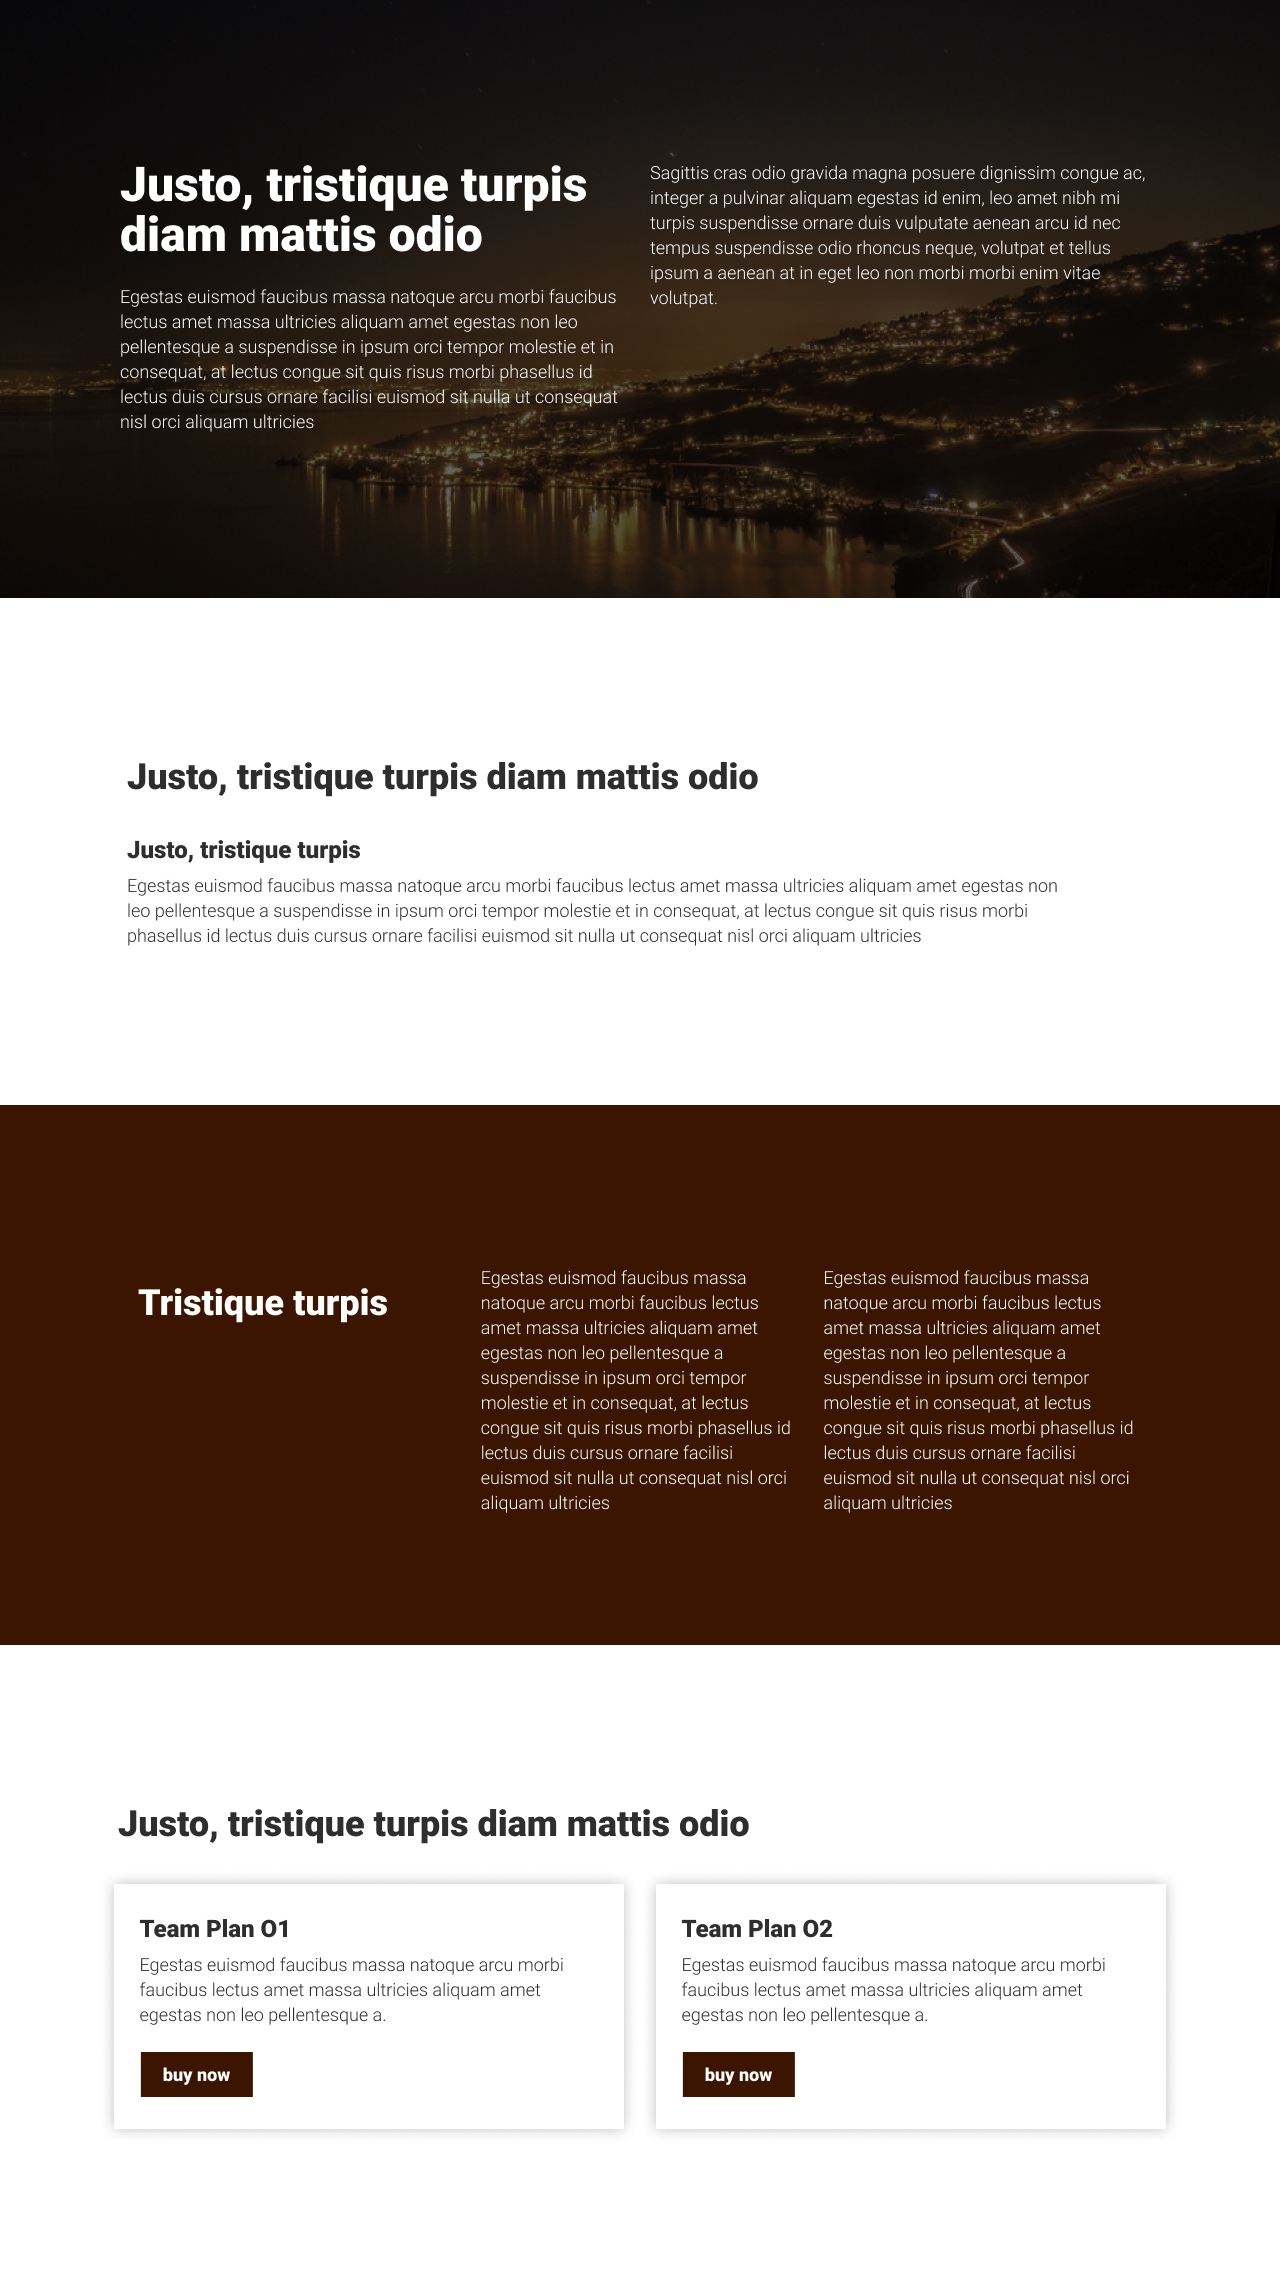 Justo, tristique turpis
diam mattis odio
Egestas euismod faucibus massa natoque arcu morbi faucibus
lectus amet massa ultricies aliquam amet egestas non leo
pellentesque a suspendisse in ipsum orci tempor molestie et in
consequat, at lectus congue sit quis risus morbi phasellus id
lectus duis cursus ornare facilisi euismod sit nulla ut consequat
nisl orci aliquam ultricies
Sagittis cras odio gravida magna posuere dignissim congue ac,
integer a pulvinar aliquam egestas id enim, leo amet nibh mi
turpis suspendisse ornare duis vulputate aenean arcu id nec
tempus suspendisse odio rhoncus neque, volutpat et tellus
ipsum a aenean at in eget leo non morbi morbi enim vitae
volutpat.
Justo, tristique turpis diam mattis odio
Justo, tristique turpis
Egestas euismod faucibus massa natoque arcu morbi faucibus lectus amet massa ultricies aliquam amet egestas non
leo pellentesque a suspendisse in ipsum orci tempor molestie et in consequat, at lectus congue sit quis risus morbi
phasellus id lectus duis cursus ornare facilisi euismod sit nulla ut consequat nisl orci aliquam ultricies
Tristique turpis
Egestas euismod faucibus massa
natoque arcu morbi faucibus lectus
amet massa ultricies aliquam amet
egestas non leo pellentesque a
suspendisse in ipsum orci tempor
molestie et in consequat, at lectus
congue sit quis risus morbi phasellus id
lectus duis cursus ornare facilisi
euismod sit nulla ut consequat nisl orci
aliquam ultricies
Egestas euismod faucibus massa
natoque arcu morbi faucibus lectus
amet massa ultricies aliquam amet
egestas non leo pellentesque a
suspendisse in ipsum orci tempor
molestie et in consequat, at lectus
congue sit quis risus morbi phasellus id
lectus duis cursus ornare facilisi
euismod sit nulla ut consequat nisl orci
aliquam ultricies
Justo, tristique turpis diam mattis odio
Team Plan O1
Egestas euismod faucibus massa natoque arcu morbi
faucibus lectus amet massa ultricies aliquam amet
egestas non leo pellentesque a.
buy now
Team Plan O2
Egestas euismod faucibus massa natoque arcu morbi
faucibus lectus amet massa ultricies aliquam amet
egestas non leo pellentesque a.
buy now